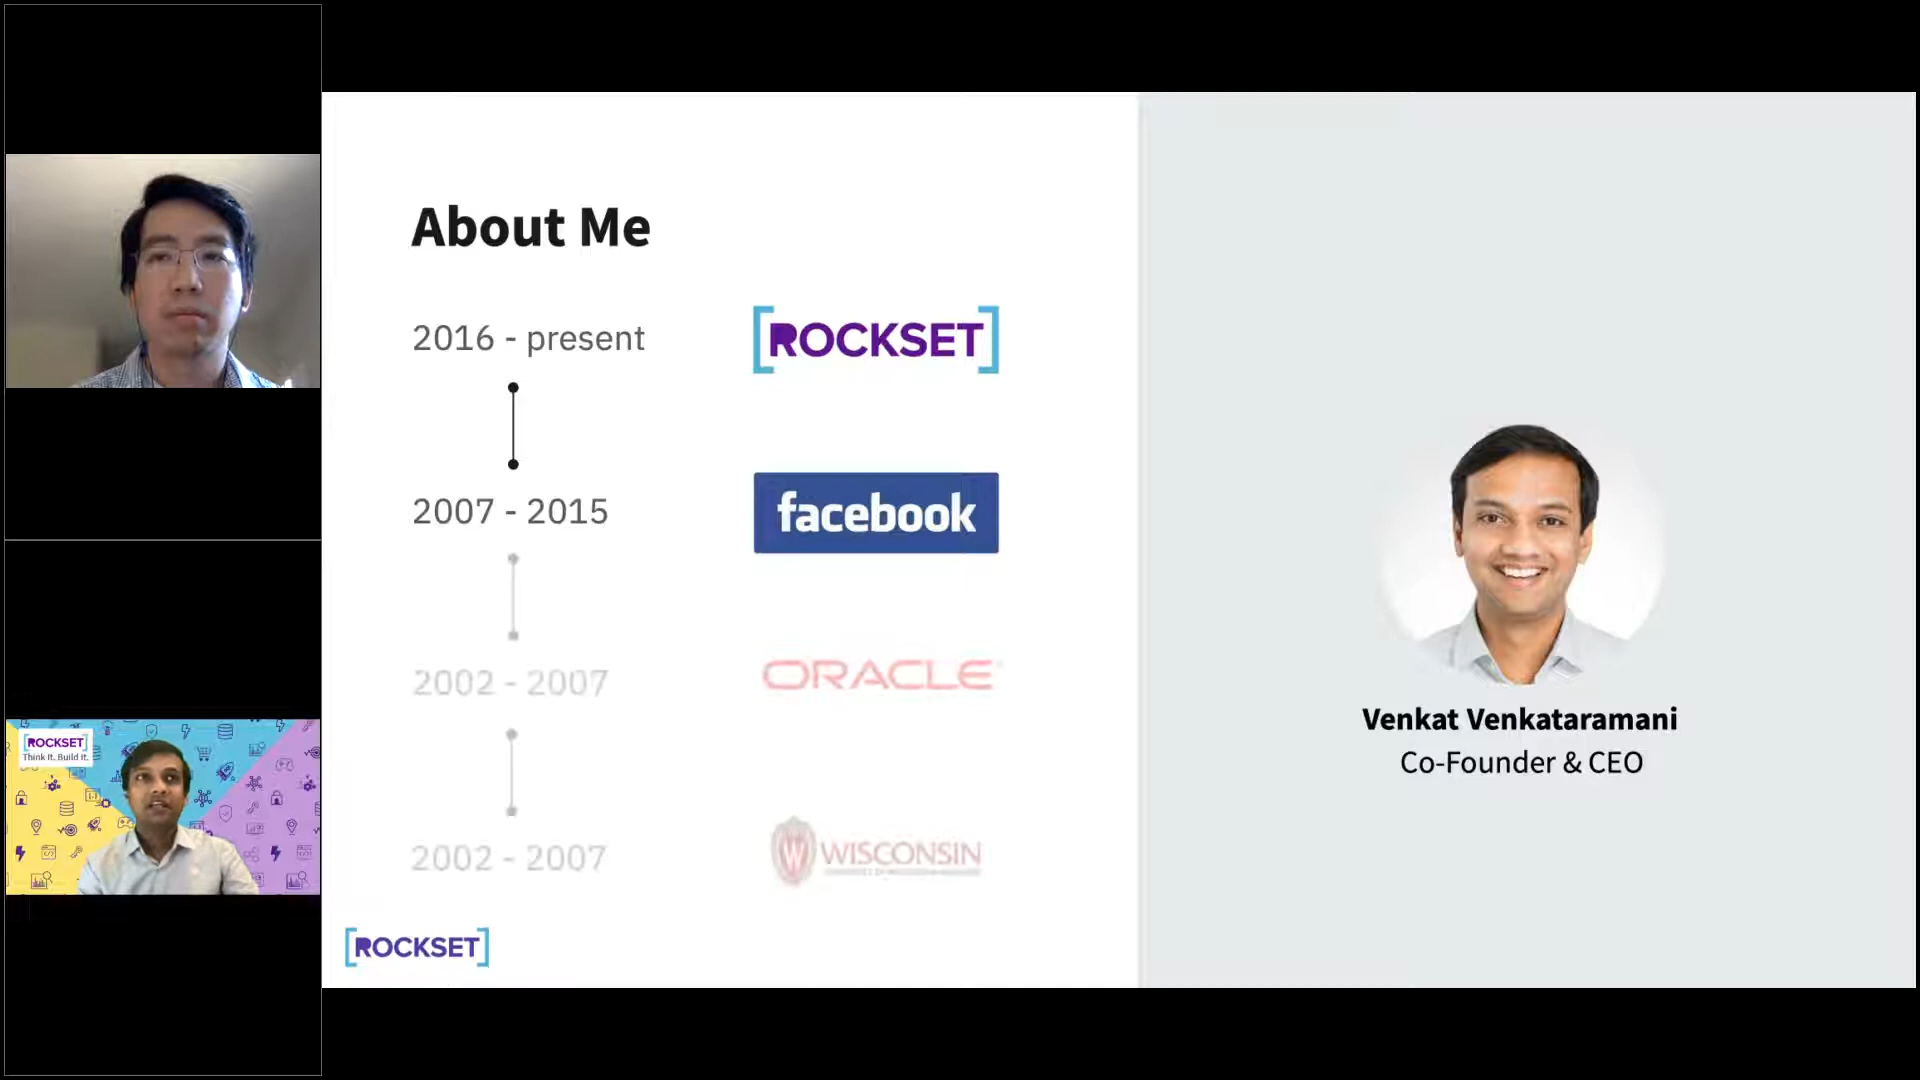 About Me
2016 - present
[ROCKSET]
2007 - 2015
facebook
2002 - 2007
ORACLE
2002 - 2007
W WISCONSIN
[ROCKSET]
Venkat Venkataramani
Co-Founder & CEO
[ROCKSET]
Think It. Build It.